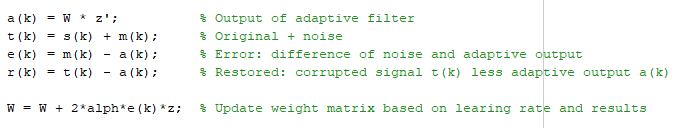 a(k) = W * z'; % Output of adaptive filter
t(k) = s(k) + m(k); % Original + noise
e(k) = m(k) - a(k); % Error: difference of noise and adaptive output
r(k) = t(k) - a(k); % Restored: corrupted signal t(k) less adaptive output a(k)
W = W + 2*alph*e(k)*z; % Update weight matrix based on learing rate and results